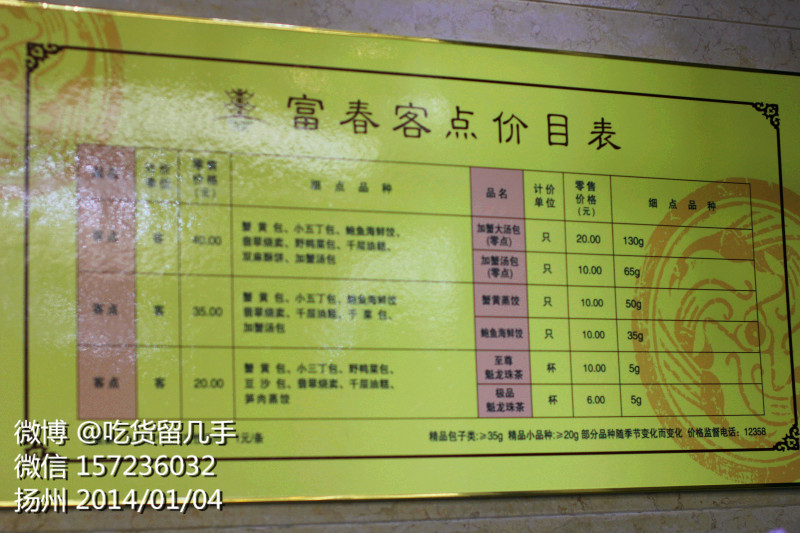 富春客点价目表
品名 计价单位 零售价格(元) 细点品种
客点 客 40.00 蟹黄包、小五丁包、鲍鱼海鲜饺、
翡翠烧卖、野鸭菜包、千层油糕、
双麻酥饼、加蟹汤包
客点 客 35.00 蟹黄包、小五丁包、鲍鱼海鲜饺
翡翠烧卖、千层油糕、干菜包、
加蟹汤包
客点 客 20.00 蟹黄包、小三丁包、野鸭菜包、
豆沙包、翡翠烧卖、千层油糕、
笋肉蒸饺
品名 计价单位 零售价格(元) 细点品种
加蟹大汤包(零点) 只 20.00 130g
加蟹汤包(零点) 只 10.00 65g
蟹黄蒸饺 只 10.00 50g
鲍鱼海鲜饺 只 10.00 35g
至尊魁龙珠茶 杯 10.00 5g
极品魁龙珠茶 杯 6.00 5g
元/条
精品包子类:≥35g 精品小品种:≥20g 部分品种随季节变化而变化 价格监督电话:12358
微博 @吃货留几手
微信 157236032
扬州 2014/01/04